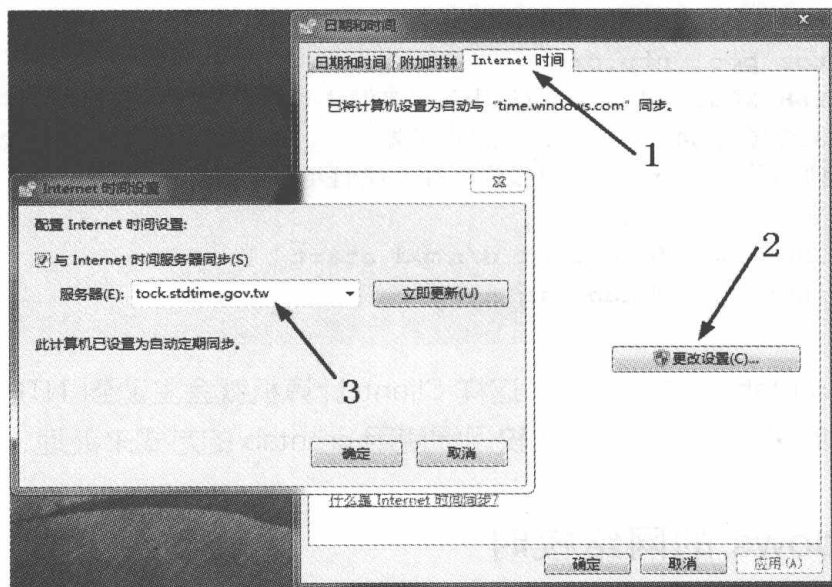 日期和时间
日期和时间 附加时钟 Internet 时间
已将计算机设置为自动与“time.windows.com”同步。
1
Internet 时间设置
配置 Internet 时间设置:
与 Internet 时间服务器同步(S)
服务器(E): tock.stdtime.gov.tw 立即更新(U)
此计算机已设置为自动定期同步。
3
确定 取消
2
更改设置(C)...
什么是 Internet 时间同步?
确定 取消 应用(A)